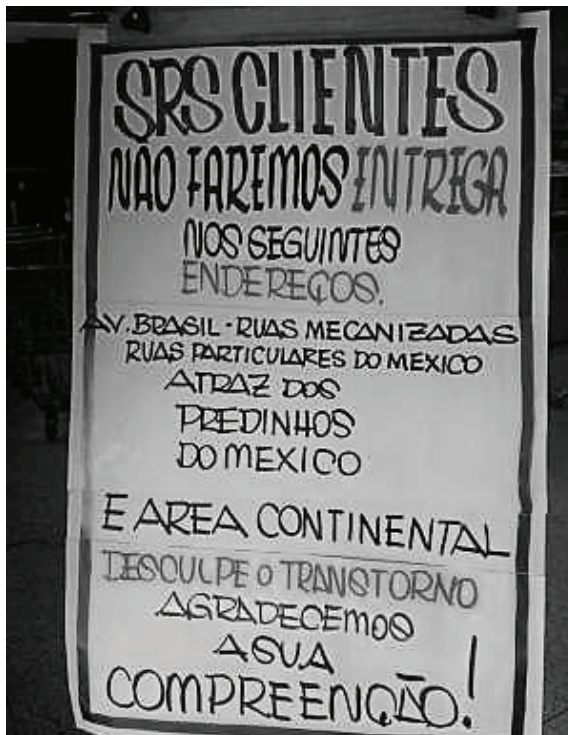 SRS CLIENTES
NÃO FAREMOS ENTREGA
NOS SEGUINTES
ENDEREÇOS.
AV. BRASIL - RUAS MECANIZADAS
RUAS PARTICULARES DO MEXICO
ATRAZ DOS
PREDINHOS
DO MEXICO
E AREA CONTINENTAL
DESCULPE O TRANSTORNO
AGRADECEMOS
A SUA
COMPREENÇÃO!